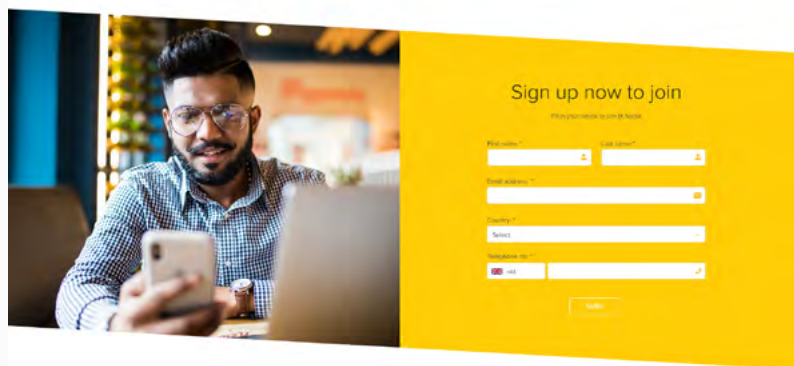 Sign up now to join
First name *
Last name *
Email address *
Country *
Select
Telephone no *
+44